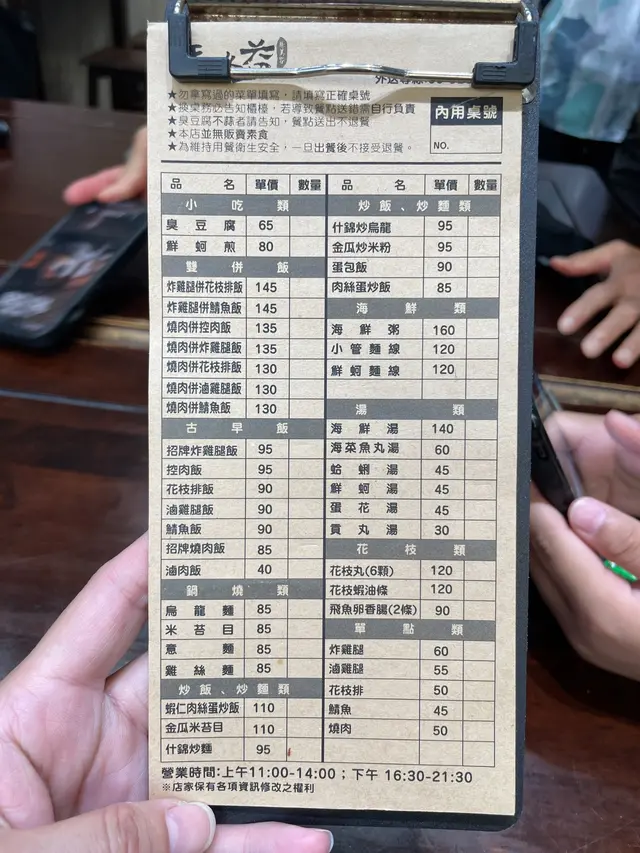 益
外送專線
★勿拿寫過的菜單填寫，請填寫正確桌號
★換桌務必告知櫃檯，若導致餐點送錯需自行負責
★臭豆腐不蒜者請告知，餐點送出不退餐
★本店並無販賣素食
★為維持用餐衛生安全，一旦出餐後不接受退餐。
內用桌號
NO.
品名 單價 數量
小吃類
臭豆腐 65
鮮蚵煎 80
雙併飯
炸雞腿併花枝排飯 145
炸雞腿併鯖魚飯 145
燒肉併控肉飯 135
燒肉併炸雞腿飯 135
燒肉併花枝排飯 130
燒肉併滷雞腿飯 130
燒肉併鯖魚飯 130
古早飯
招牌炸雞腿飯 95
控肉飯 95
花枝排飯 90
滷雞腿飯 90
鯖魚飯 90
招牌燒肉飯 85
滷肉飯 40
鍋燒類
烏龍麵 85
米苔目 85
意麵 85
雞絲麵 85
炒飯、炒麵類
蝦仁肉絲蛋炒飯 110
金瓜米苔目 110
什錦炒麵 95
品名 單價 數量
炒飯、炒麵類
什錦炒烏龍 95
金瓜炒米粉 95
蛋包飯 90
肉絲蛋炒飯 85
海鮮類
海鮮粥 160
小管麵線 120
鮮蚵麵線 120
湯類
海鮮湯 140
海菜魚丸湯 60
蛤蜊湯 45
鮮蚵湯 45
蛋花湯 45
貢丸湯 30
花枝類
花枝丸(6顆) 120
花枝蝦油條 120
飛魚卵香腸(2條) 90
單點類
炸雞腿 60
滷雞腿 55
花枝排 50
鯖魚 45
燒肉 50
營業時間:上午11:00-14:00；下午 16:30-21:30
※店家保有各項資訊修改之權利